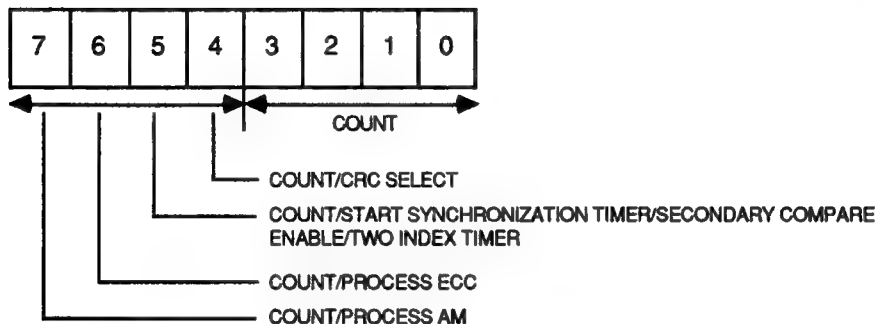 7 6 5 4 3 2 1 0
COUNT
COUNT/CRC SELECT
COUNT/START SYNCHRONIZATION TIMER/SECONDARY COMPARE
ENABLE/TWO INDEX TIMER
COUNT/PROCESS ECC
COUNT/PROCESS AM